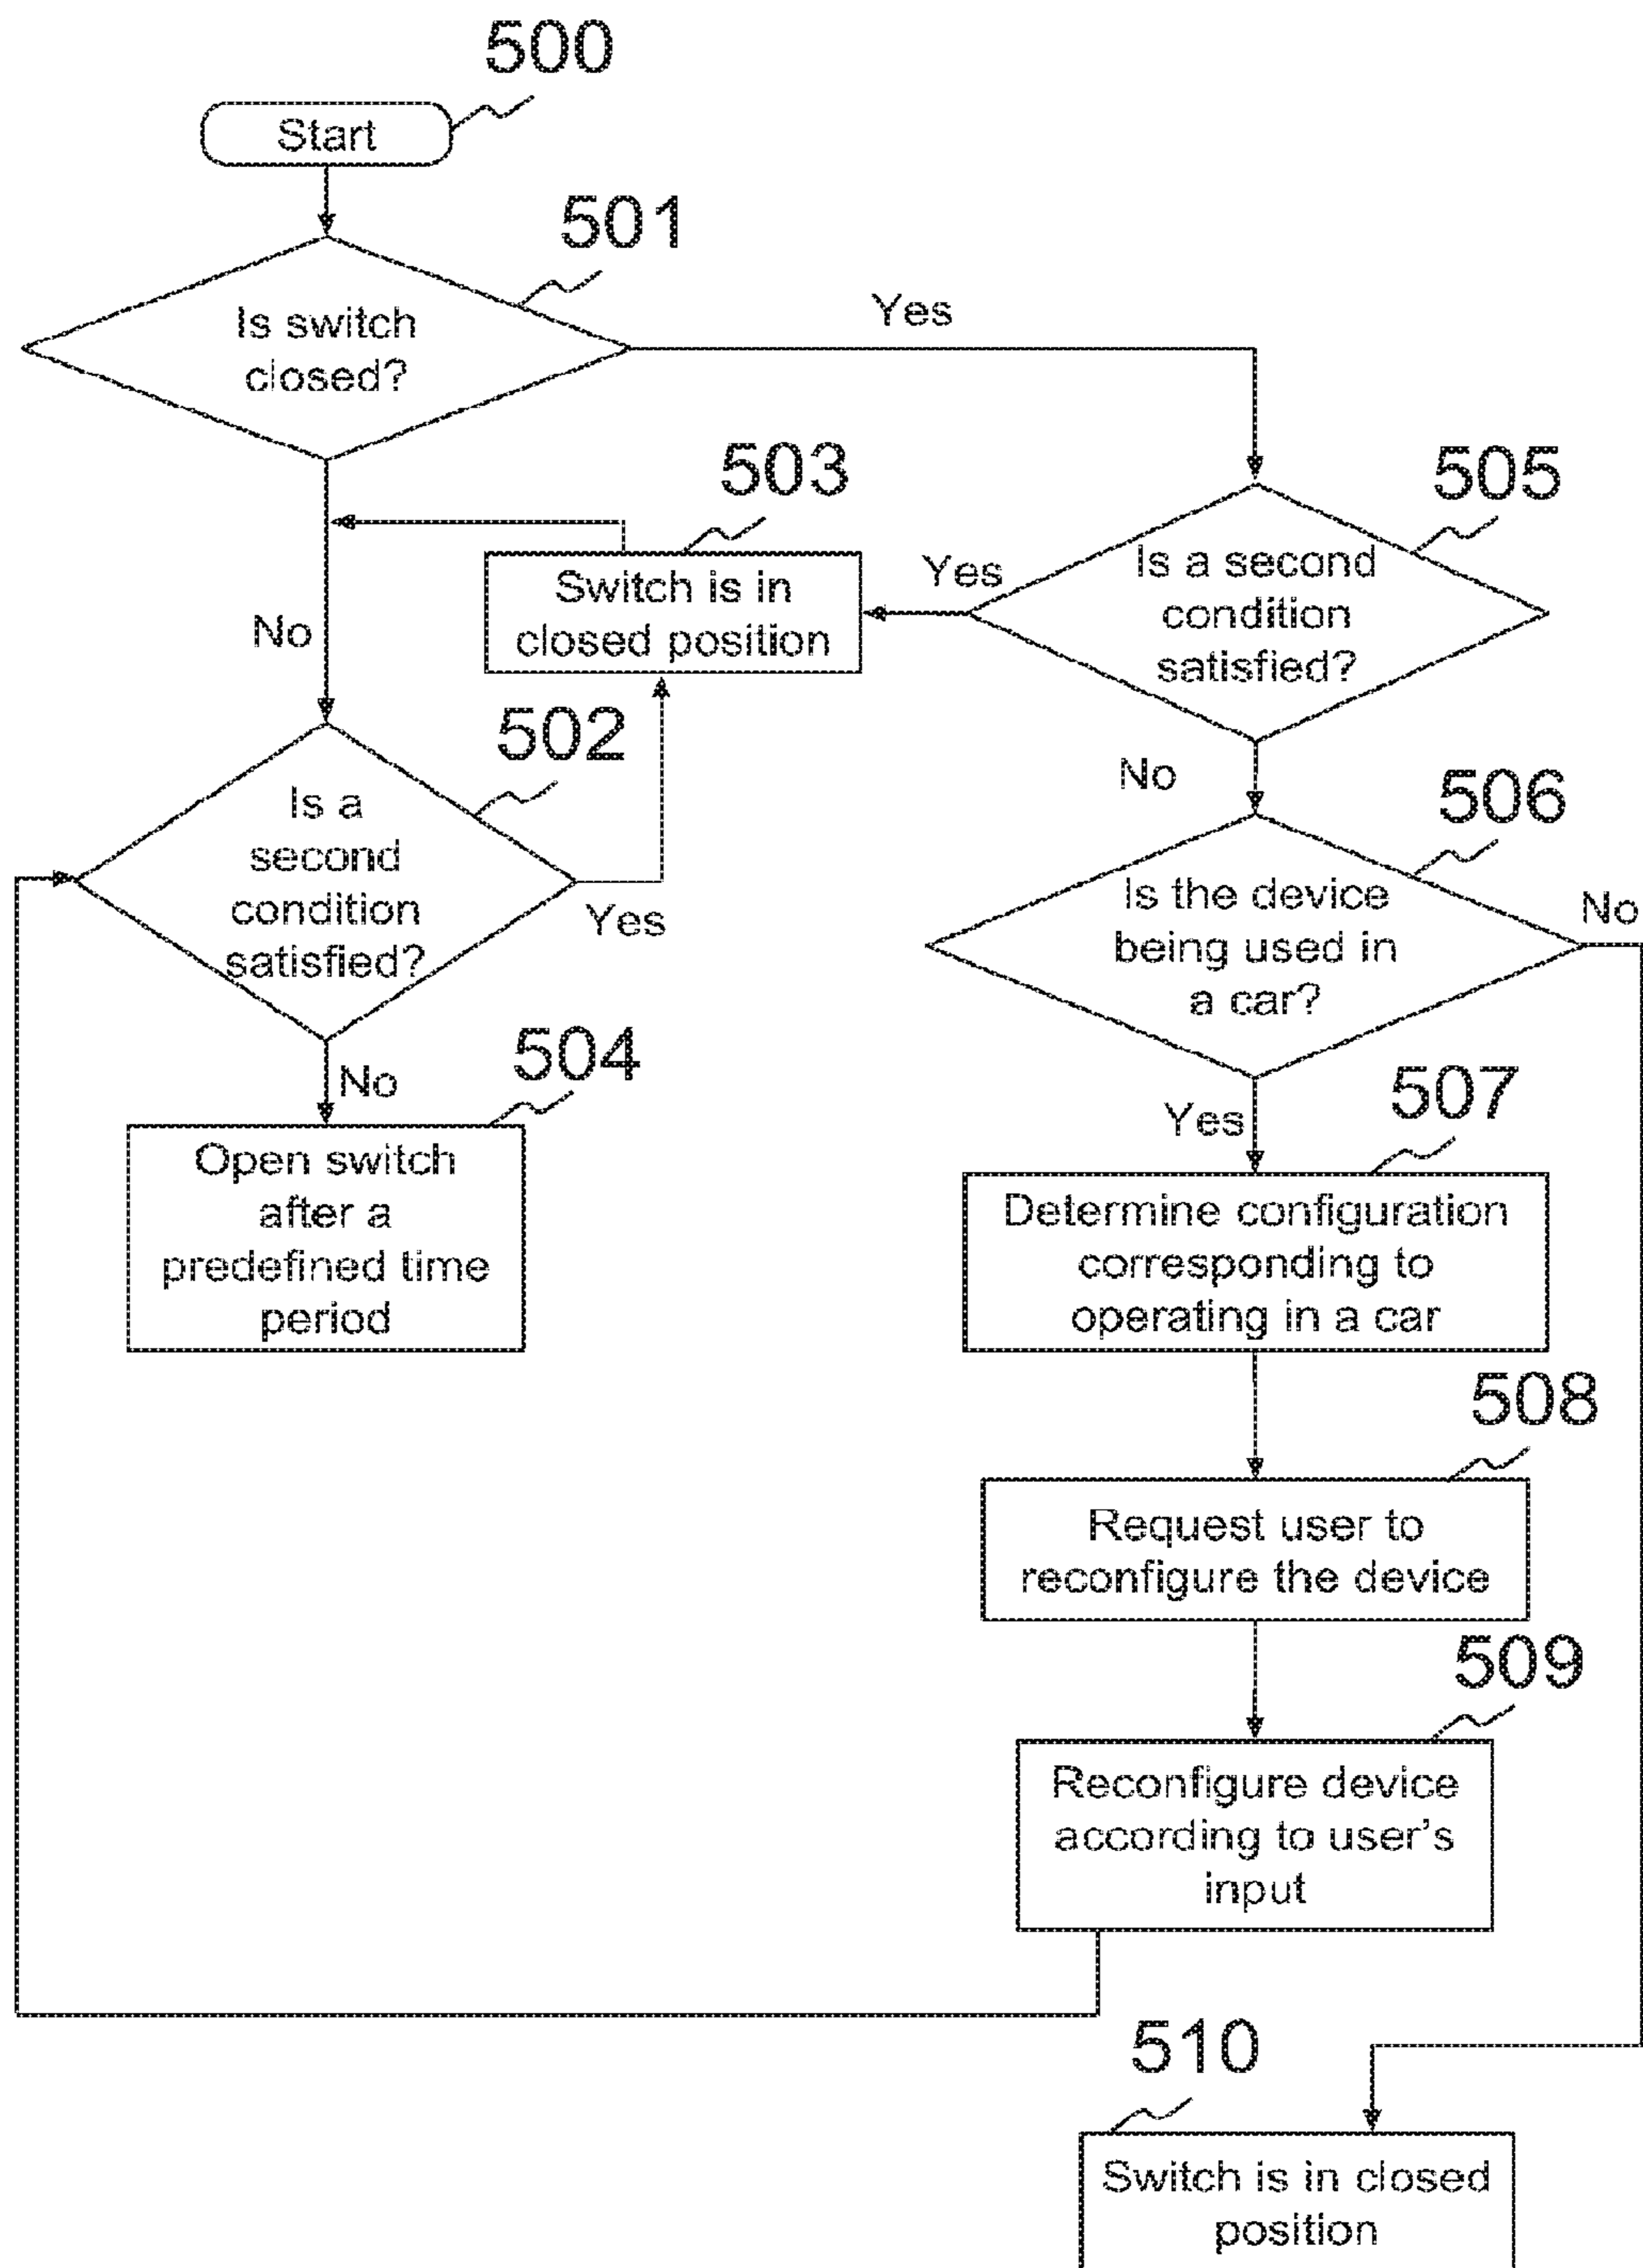 500
Start
501
Is switch
closed?
Yes
No
503
Switch is in
closed position
Yes
505
Is a second
condition
satisfied?
No
502
Is a
second
condition
satisfied?
Yes
No
504
Open switch
after a
predefined time
period
506
Is the device
being used in
a car?
No
Yes
507
Determine configuration
corresponding to
operating in a car
508
Request user to
reconfigure the device
509
Reconfigure device
according to user's
input
510
Switch is in closed
position